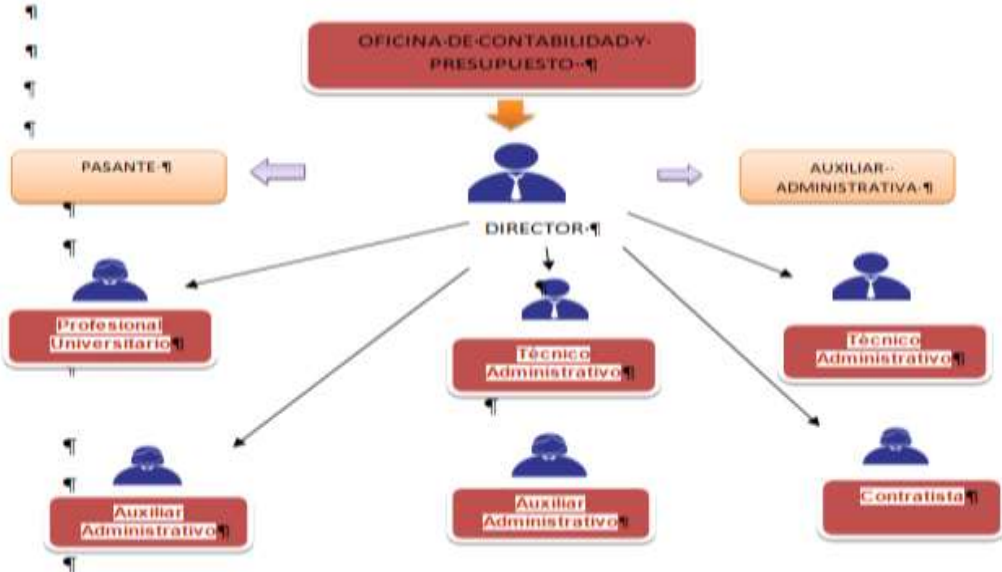 ¶
¶
¶
¶
OFICINA·DE·CONTABILIDAD·Y·
PRESUPUESTO··¶
PASANTE·¶
AUXILIAR··
ADMINISTRATIVA·¶
¶
¶
DIRECTOR·¶
¶
Profesional
Universitario¶
Técnico
Administrativo¶
Técnico
Administrativo¶
¶
¶
¶
¶
Auxiliar
Administrativo¶
Auxiliar
Administrativo¶
Contratista¶
¶